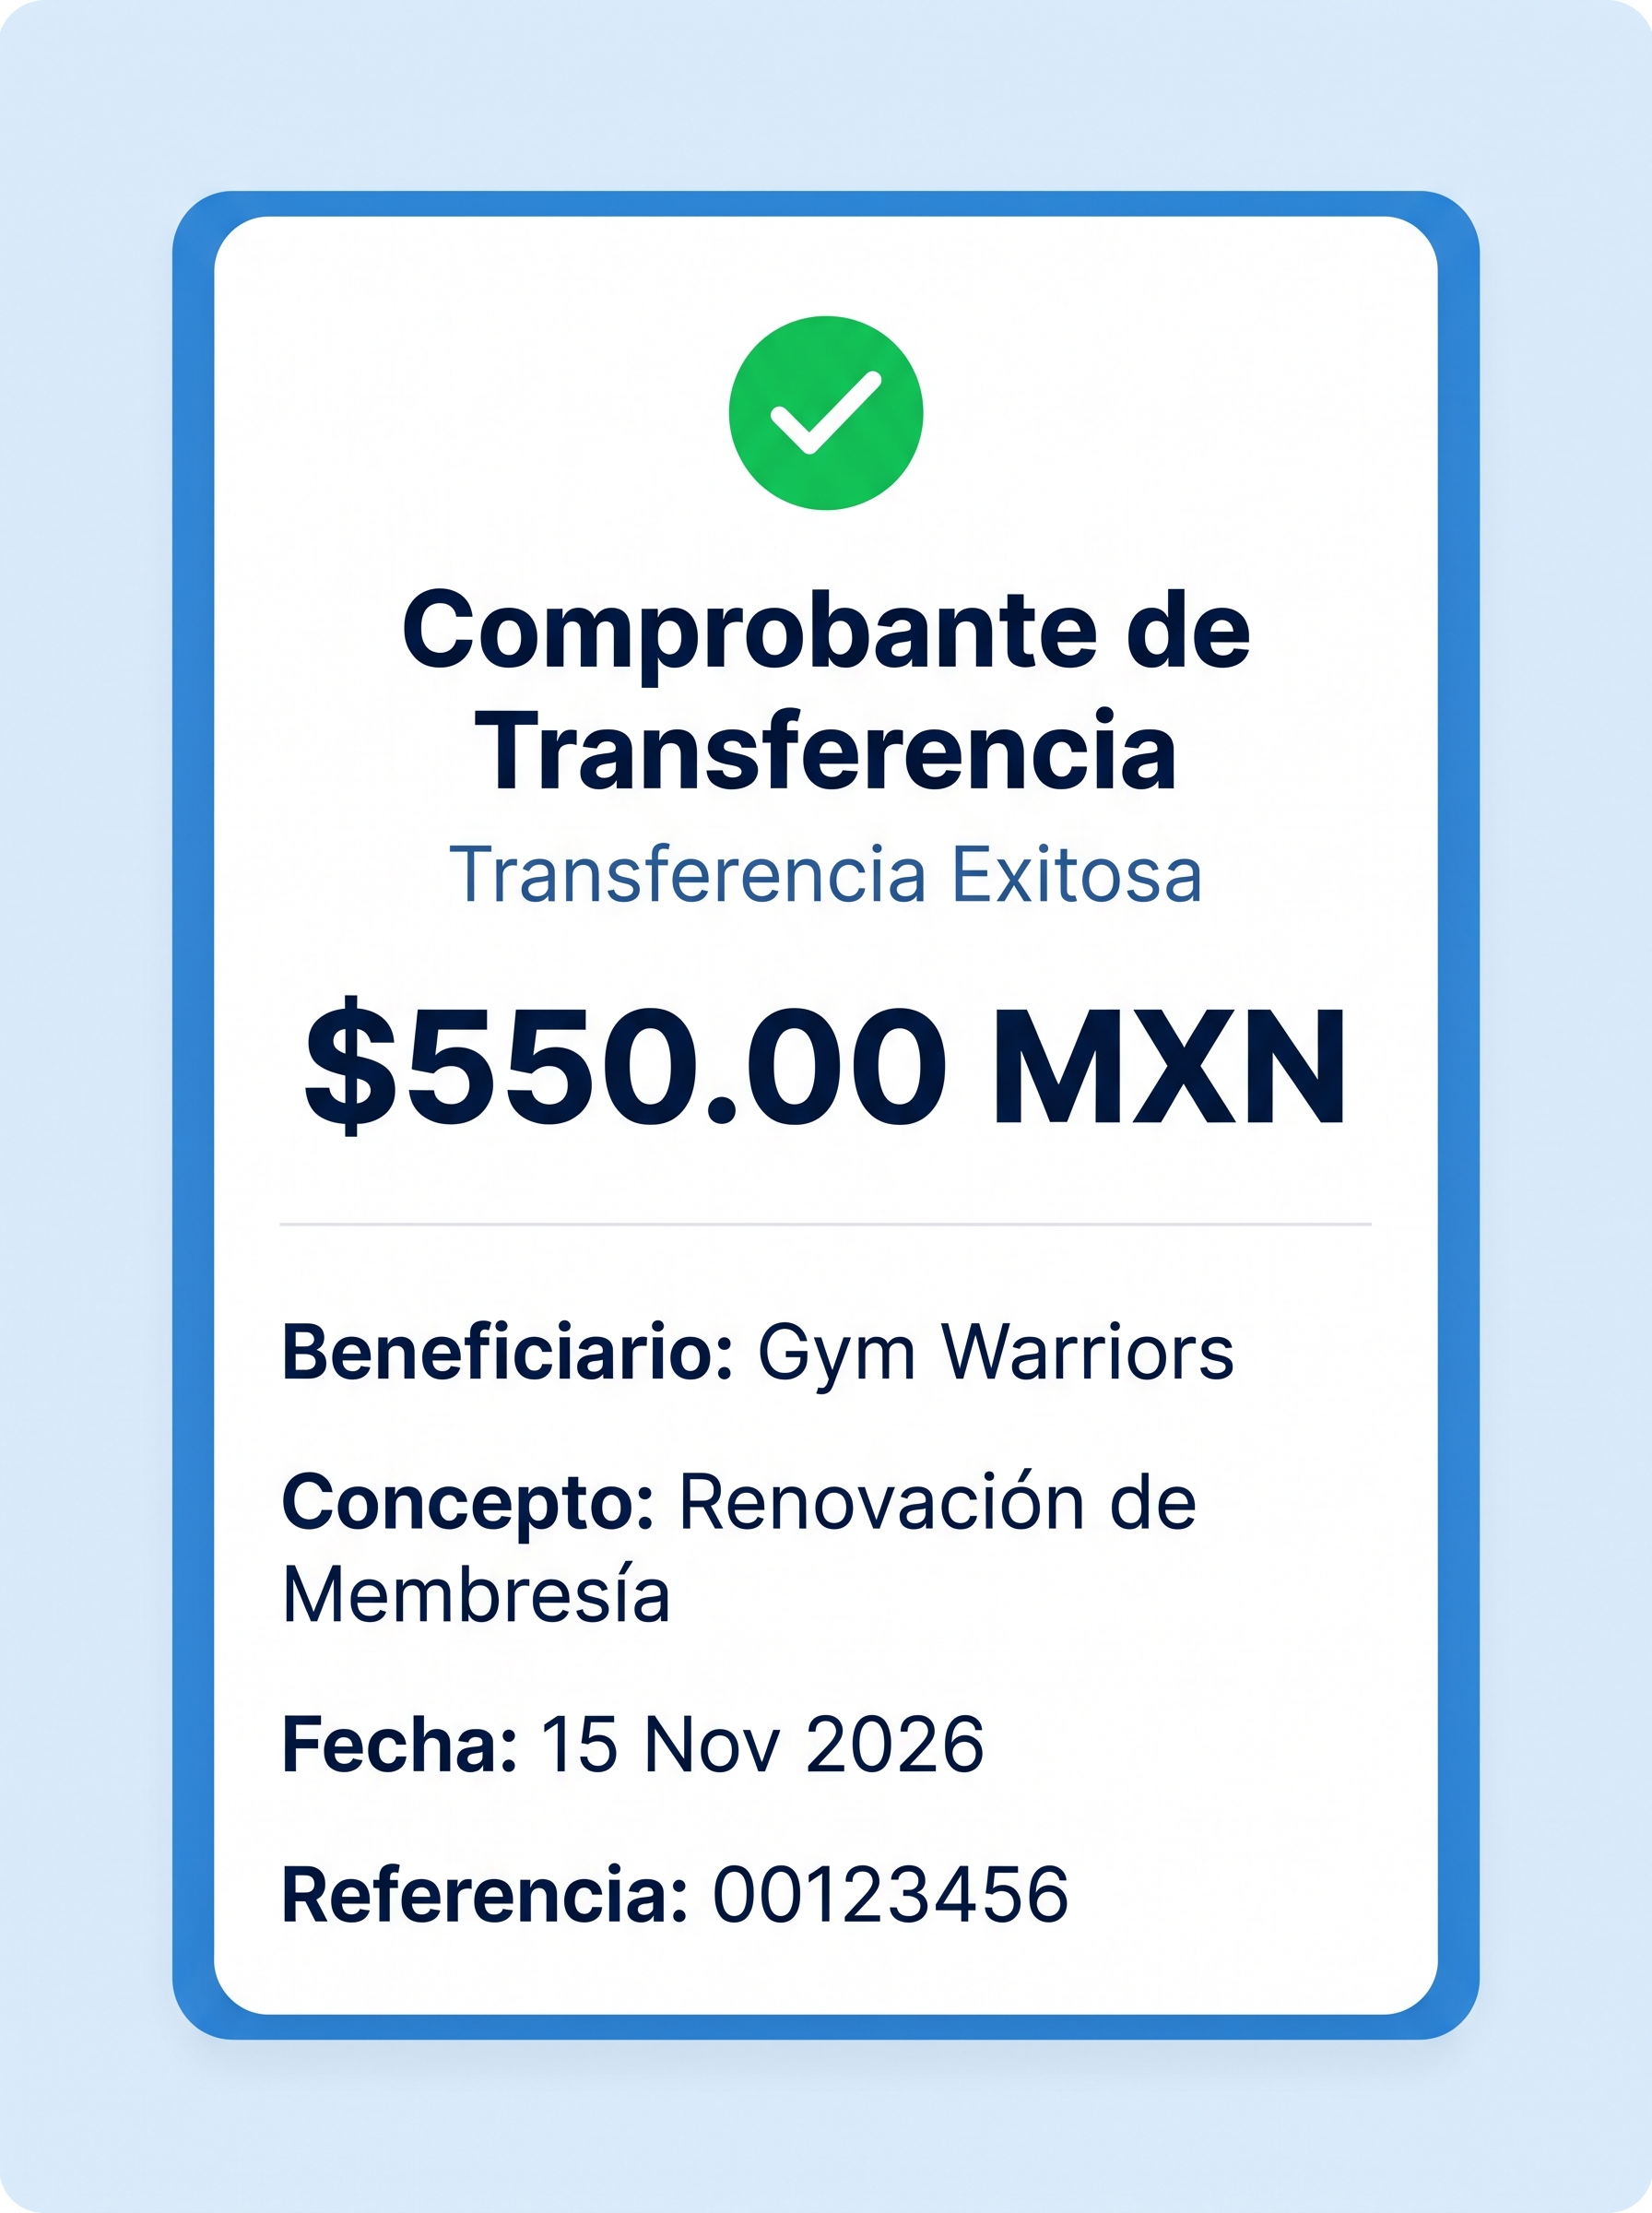 Comprobante de
Transferencia
Transferencia Exitosa
$550.00 MXN
Beneficiario: Gym Warriors
Concepto: Renovación de
Membresía
Fecha: 15 Nov 2026
Referencia: 00123456